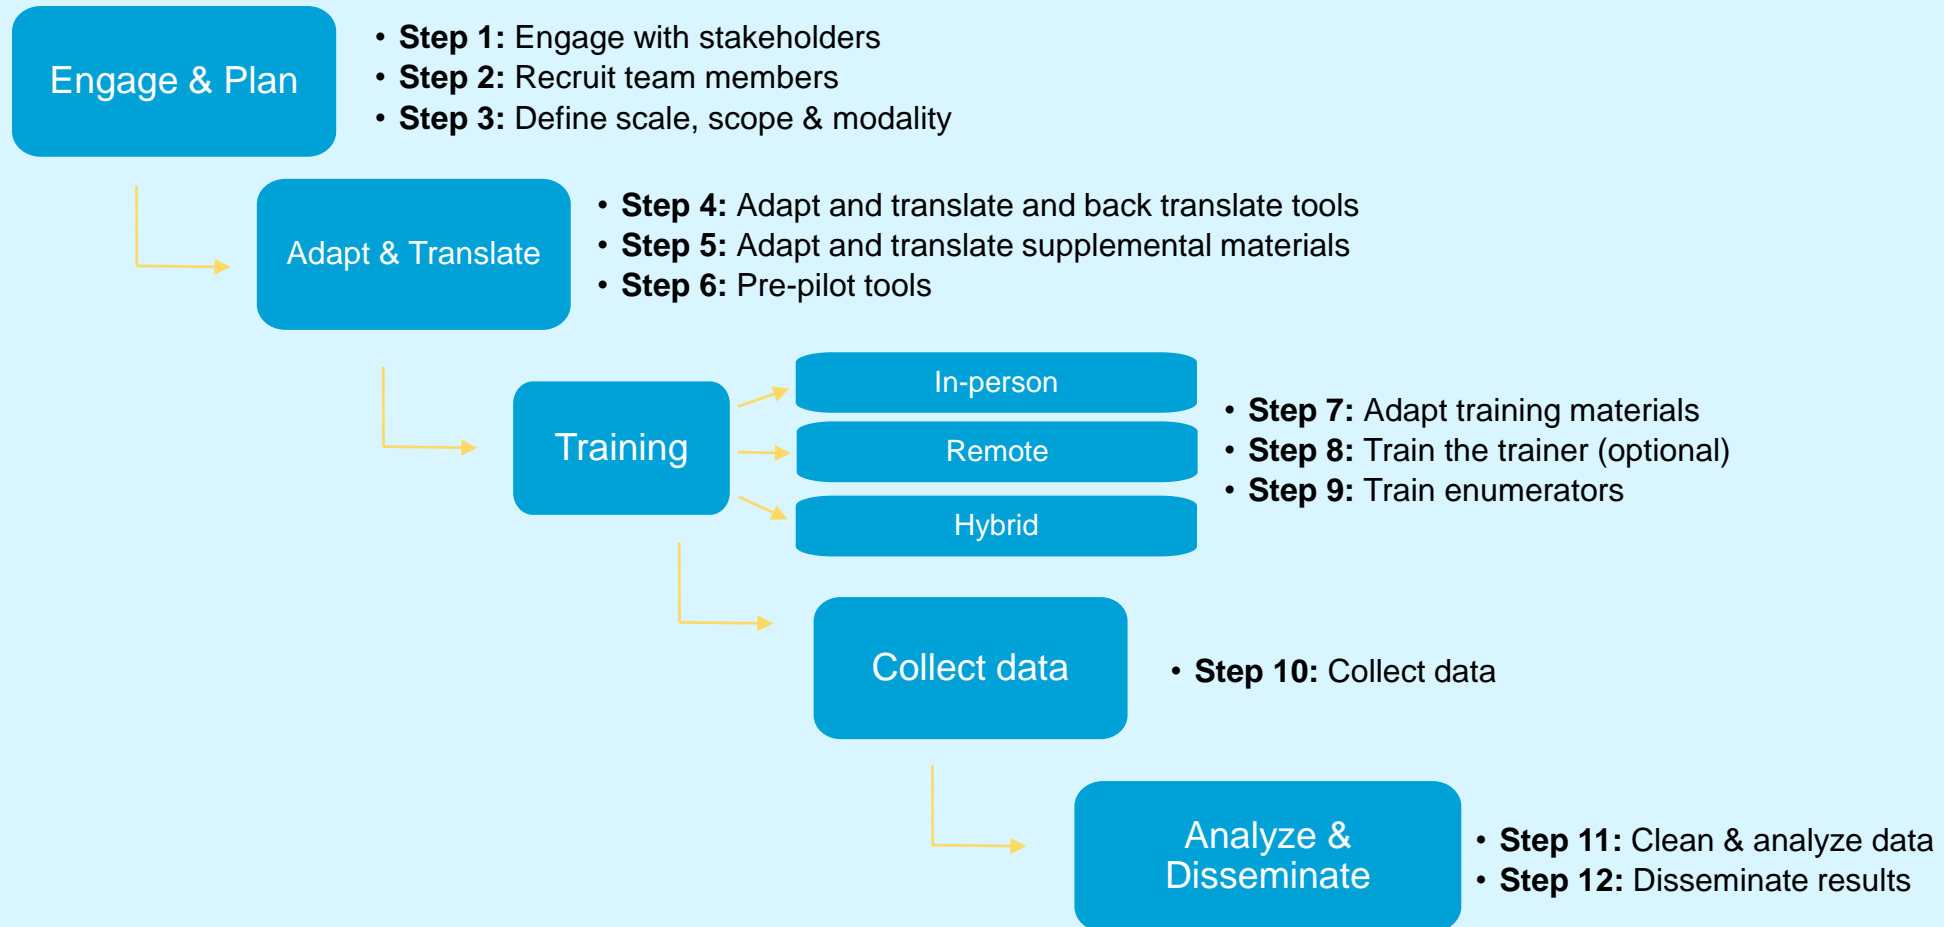 Engage & Plan
• Step 1: Engage with stakeholders
• Step 2: Recruit team members
• Step 3: Define scale, scope & modality
Adapt & Translate
• Step 4: Adapt and translate and back translate tools
• Step 5: Adapt and translate supplemental materials
• Step 6: Pre-pilot tools
Training
In-person
Remote
Hybrid
• Step 7: Adapt training materials
• Step 8: Train the trainer (optional)
• Step 9: Train enumerators
Collect data
• Step 10: Collect data
Analyze &
Disseminate
• Step 11: Clean & analyze data
• Step 12: Disseminate results